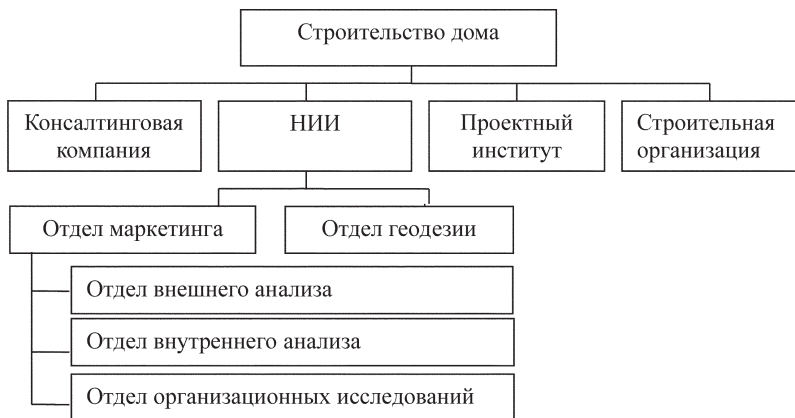 Строительство дома
Консалтинговая
компания
НИИ
Проектный
институт
Строительная
организация
Отдел маркетинга
Отдел геодезии
Отдел внешнего анализа
Отдел внутреннего анализа
Отдел организационных исследований